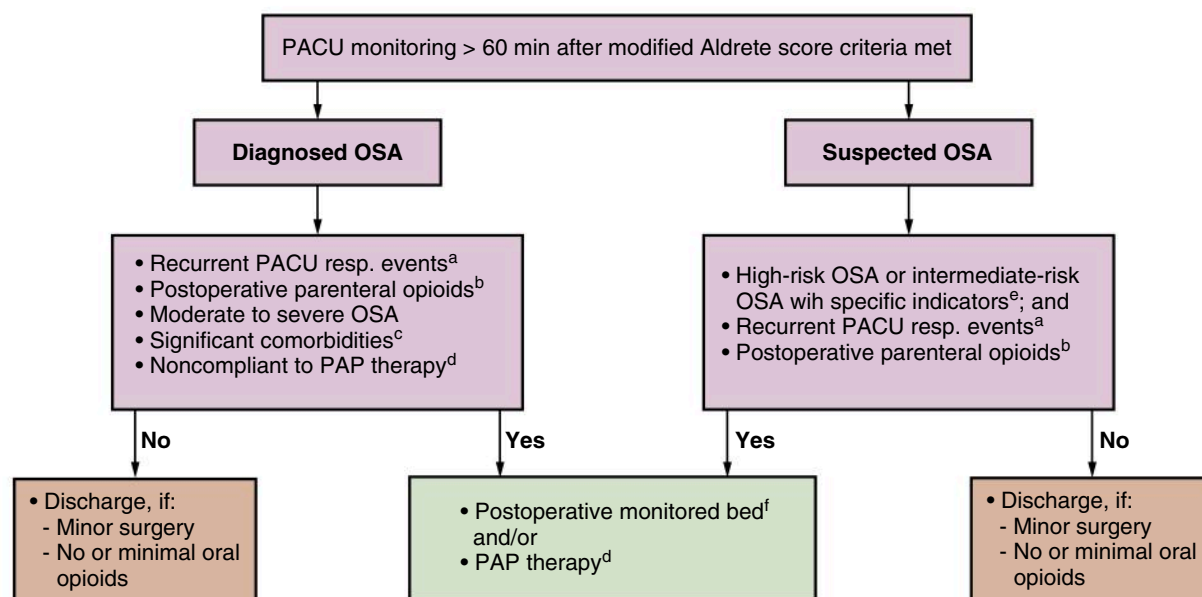 PACU monitoring > 60 min after modified Aldrete score criteria met
Diagnosed OSA
Suspected OSA
• Recurrent PACU resp. eventsa
• Postoperative parenteral opioidsb
• Moderate to severe OSA
• Significant comorbiditiesc
• Noncompliant to PAP therapyd
• High-risk OSA or intermediate-risk
OSA wih specific indicatorse; and
• Recurrent PACU resp. eventsa
• Postoperative parenteral opioidsb
No
Yes
Yes
No
• Discharge, if:
- Minor surgery
- No or minimal oral
opioids
• Postoperative monitored bedf
and/or
• PAP therapyd
• Discharge, if:
- Minor surgery
- No or minimal oral
opioids